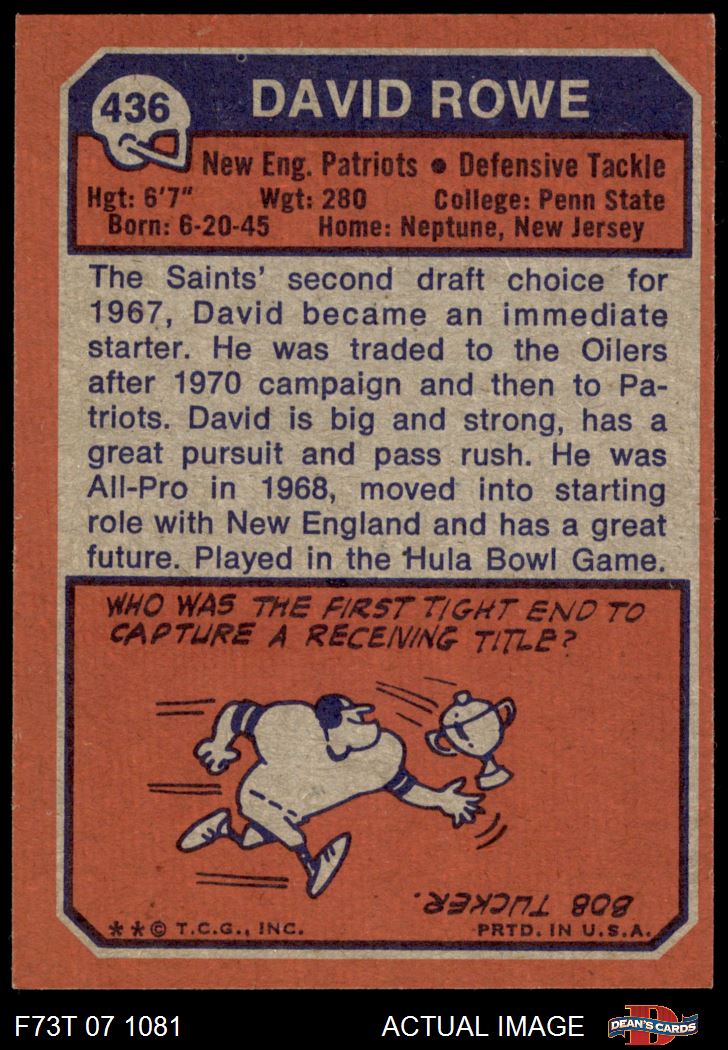 436
DAVID ROWE
New Eng. Patriots • Defensive Tackle
Hgt: 6'7" Wgt: 280 College: Penn State
Born: 6-20-45 Home: Neptune, New Jersey
The Saints' second draft choice for
1967, David became an immediate
starter. He was traded to the Oilers
after 1970 campaign and then to Pa-
triots. David is big and strong, has a
great pursuit and pass rush. He was
All-Pro in 1968, moved into starting
role with New England and has a great
future. Played in the Hula Bowl Game.
WHO WAS THE FIRST TIGHT END TO
CAPTURE A RECEIVING TITLE?
BOB TUCKER.
**© T.C.G., INC. PRTD. IN U.S.A.
F73T 07 1081 ACTUAL IMAGE
D
DEAN'S CARDS